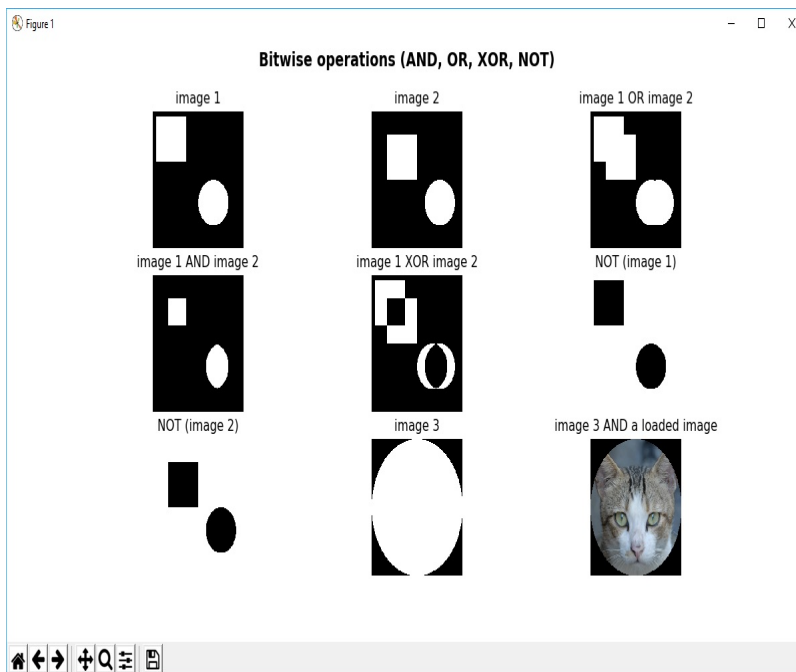 Figure 1
Bitwise operations (AND, OR, XOR, NOT)
image 1
image 2
image 1 OR image 2
image 1 AND image 2
image 1 XOR image 2
NOT (image 1)
NOT (image 2)
image 3
image 3 AND a loaded image